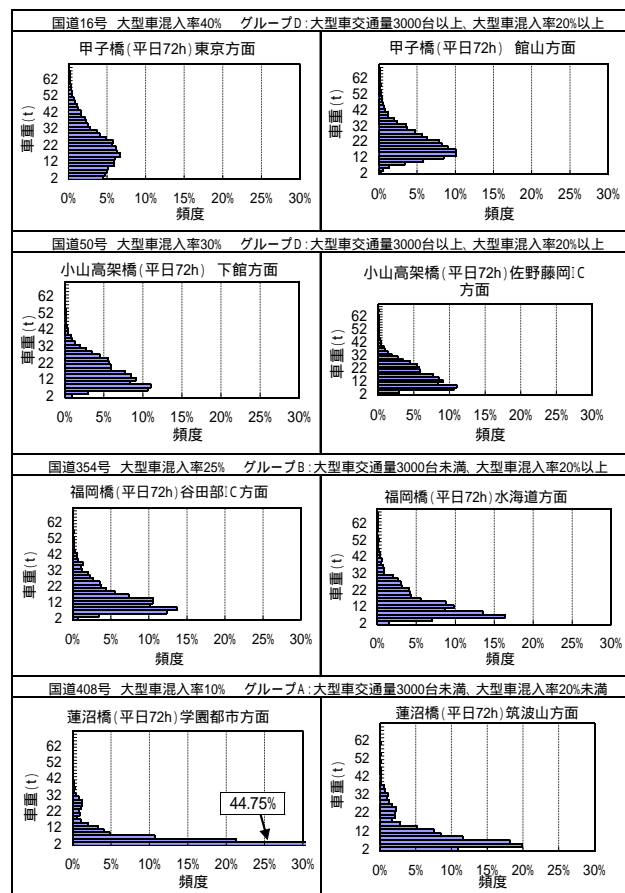 国道16号 大型車混入率40% グループD:大型車交通量3000台以上、大型車混入率20%以上
甲子橋(平日72h)東京方面
車重(t)
62
52
42
32
22
12
2
0% 5% 10% 15% 20% 25% 30%
頻度
甲子橋(平日72h) 館山方面
車重(t)
62
52
42
32
22
12
2
0% 5% 10% 15% 20% 25% 30%
頻度
国道50号 大型車混入率30% グループD:大型車交通量3000台以上、大型車混入率20%以上
小山高架橋(平日72h) 下館方面
車重(t)
62
52
42
32
22
12
2
0% 5% 10% 15% 20% 25% 30%
頻度
小山高架橋(平日72h)佐野藤岡IC
方面
車重(t)
62
52
42
32
22
12
2
0% 5% 10% 15% 20% 25% 30%
頻度
国道354号 大型車混入率25% グループB:大型車交通量3000台未満、大型車混入率20%以上
福岡橋(平日72h)谷田部IC方面
車重(t)
62
52
42
32
22
12
2
0% 5% 10% 15% 20% 25% 30%
頻度
福岡橋(平日72h)水海道方面
車重(t)
62
52
42
32
22
12
2
0% 5% 10% 15% 20% 25% 30%
頻度
国道408号 大型車混入率10% グループA:大型車交通量3000台未満、大型車混入率20%未満
蓮沼橋(平日72h)学園都市方面
車重(t)
62
52
42
32
22
12
2
44.75%
0% 5% 10% 15% 20% 25% 30%
頻度
蓮沼橋(平日72h)筑波山方面
車重(t)
62
52
42
32
22
12
2
0% 5% 10% 15% 20% 25% 30%
頻度